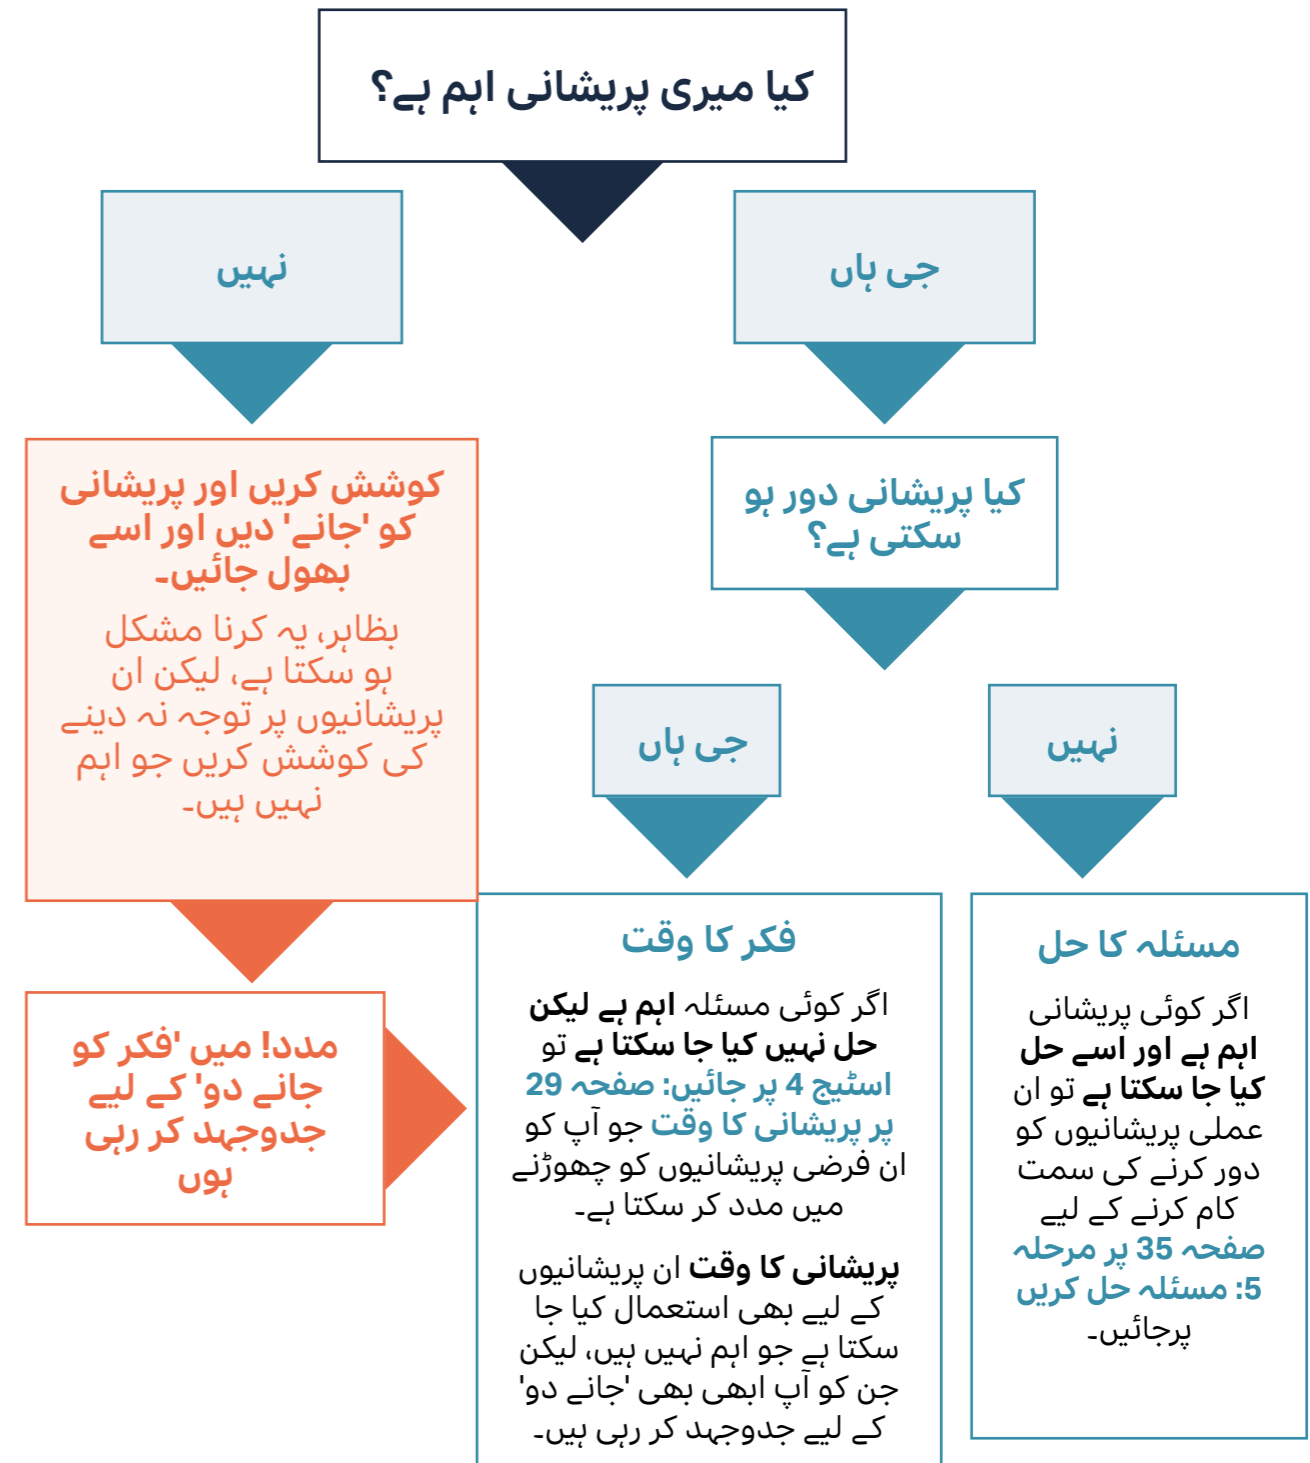 کیا میری پریشانی اہم ہے؟
جی ہاں
نہیں
کیا پریشانی دور ہو
سکتی ہے؟
کوشش کریں اور پریشانی
کو 'جانے' دیں اور اسے
بھول جائیں۔
بظاہر، یہ کرنا مشکل
ہو سکتا ہے، لیکن ان
پریشانیوں پر توجہ نہ دینے
کی کوشش کریں جو اہم
نہیں ہیں۔
نہیں
جی ہاں
مسئلہ کا حل
اگر کوئی پریشانی
اہم ہے اور اسے حل
کیا جا سکتا ہے تو ان
عملی پریشانیوں کو
دور کرنے کی سمت
کام کرنے کے لیے
صفحہ 35 پر مرحلہ
5: مسئلہ حل کریں
پرجائیں۔
فکر کا وقت
اگر کوئی مسئلہ اہم ہے لیکن
حل نہیں کیا جا سکتا ہے تو
اسٹیج 4 پر جائیں: صفحہ 29
پر پریشانی کا وقت جو آپ کو
ان فرضی پریشانیوں کو چھوڑنے
میں مدد کر سکتا ہے۔
پریشانی کا وقت ان پریشانیوں
کے لیے بھی استعمال کیا جا
سکتا ہے جو اہم نہیں ہیں، لیکن
جن کو آپ ابھی بھی 'جانے دو'
کے لیے جدوجہد کر رہی ہیں۔
مدد! میں 'فکر کو
جانے دو' کے لیے
جدوجہد کر رہی
ہوں